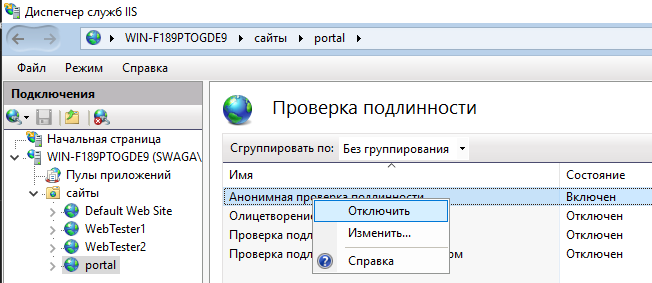 Диспетчер служб IIS
WIN-F189PTOGDE9 сайты portal
Файл Режим Справка
Подключения
Начальная страница
WIN-F189PTOGDE9 (SWAGA\
Пулы приложений
сайты
Default Web Site
WebTester1
WebTester2
portal
Проверка подлинности
Сгруппировать по: Без группирования
Имя Состояние
Анонимная проверка подлинности Включен
Олицетворение Отключен
Проверка подл Отключен
Проверка подл ом Отключен
Отключить
Изменить...
Справка